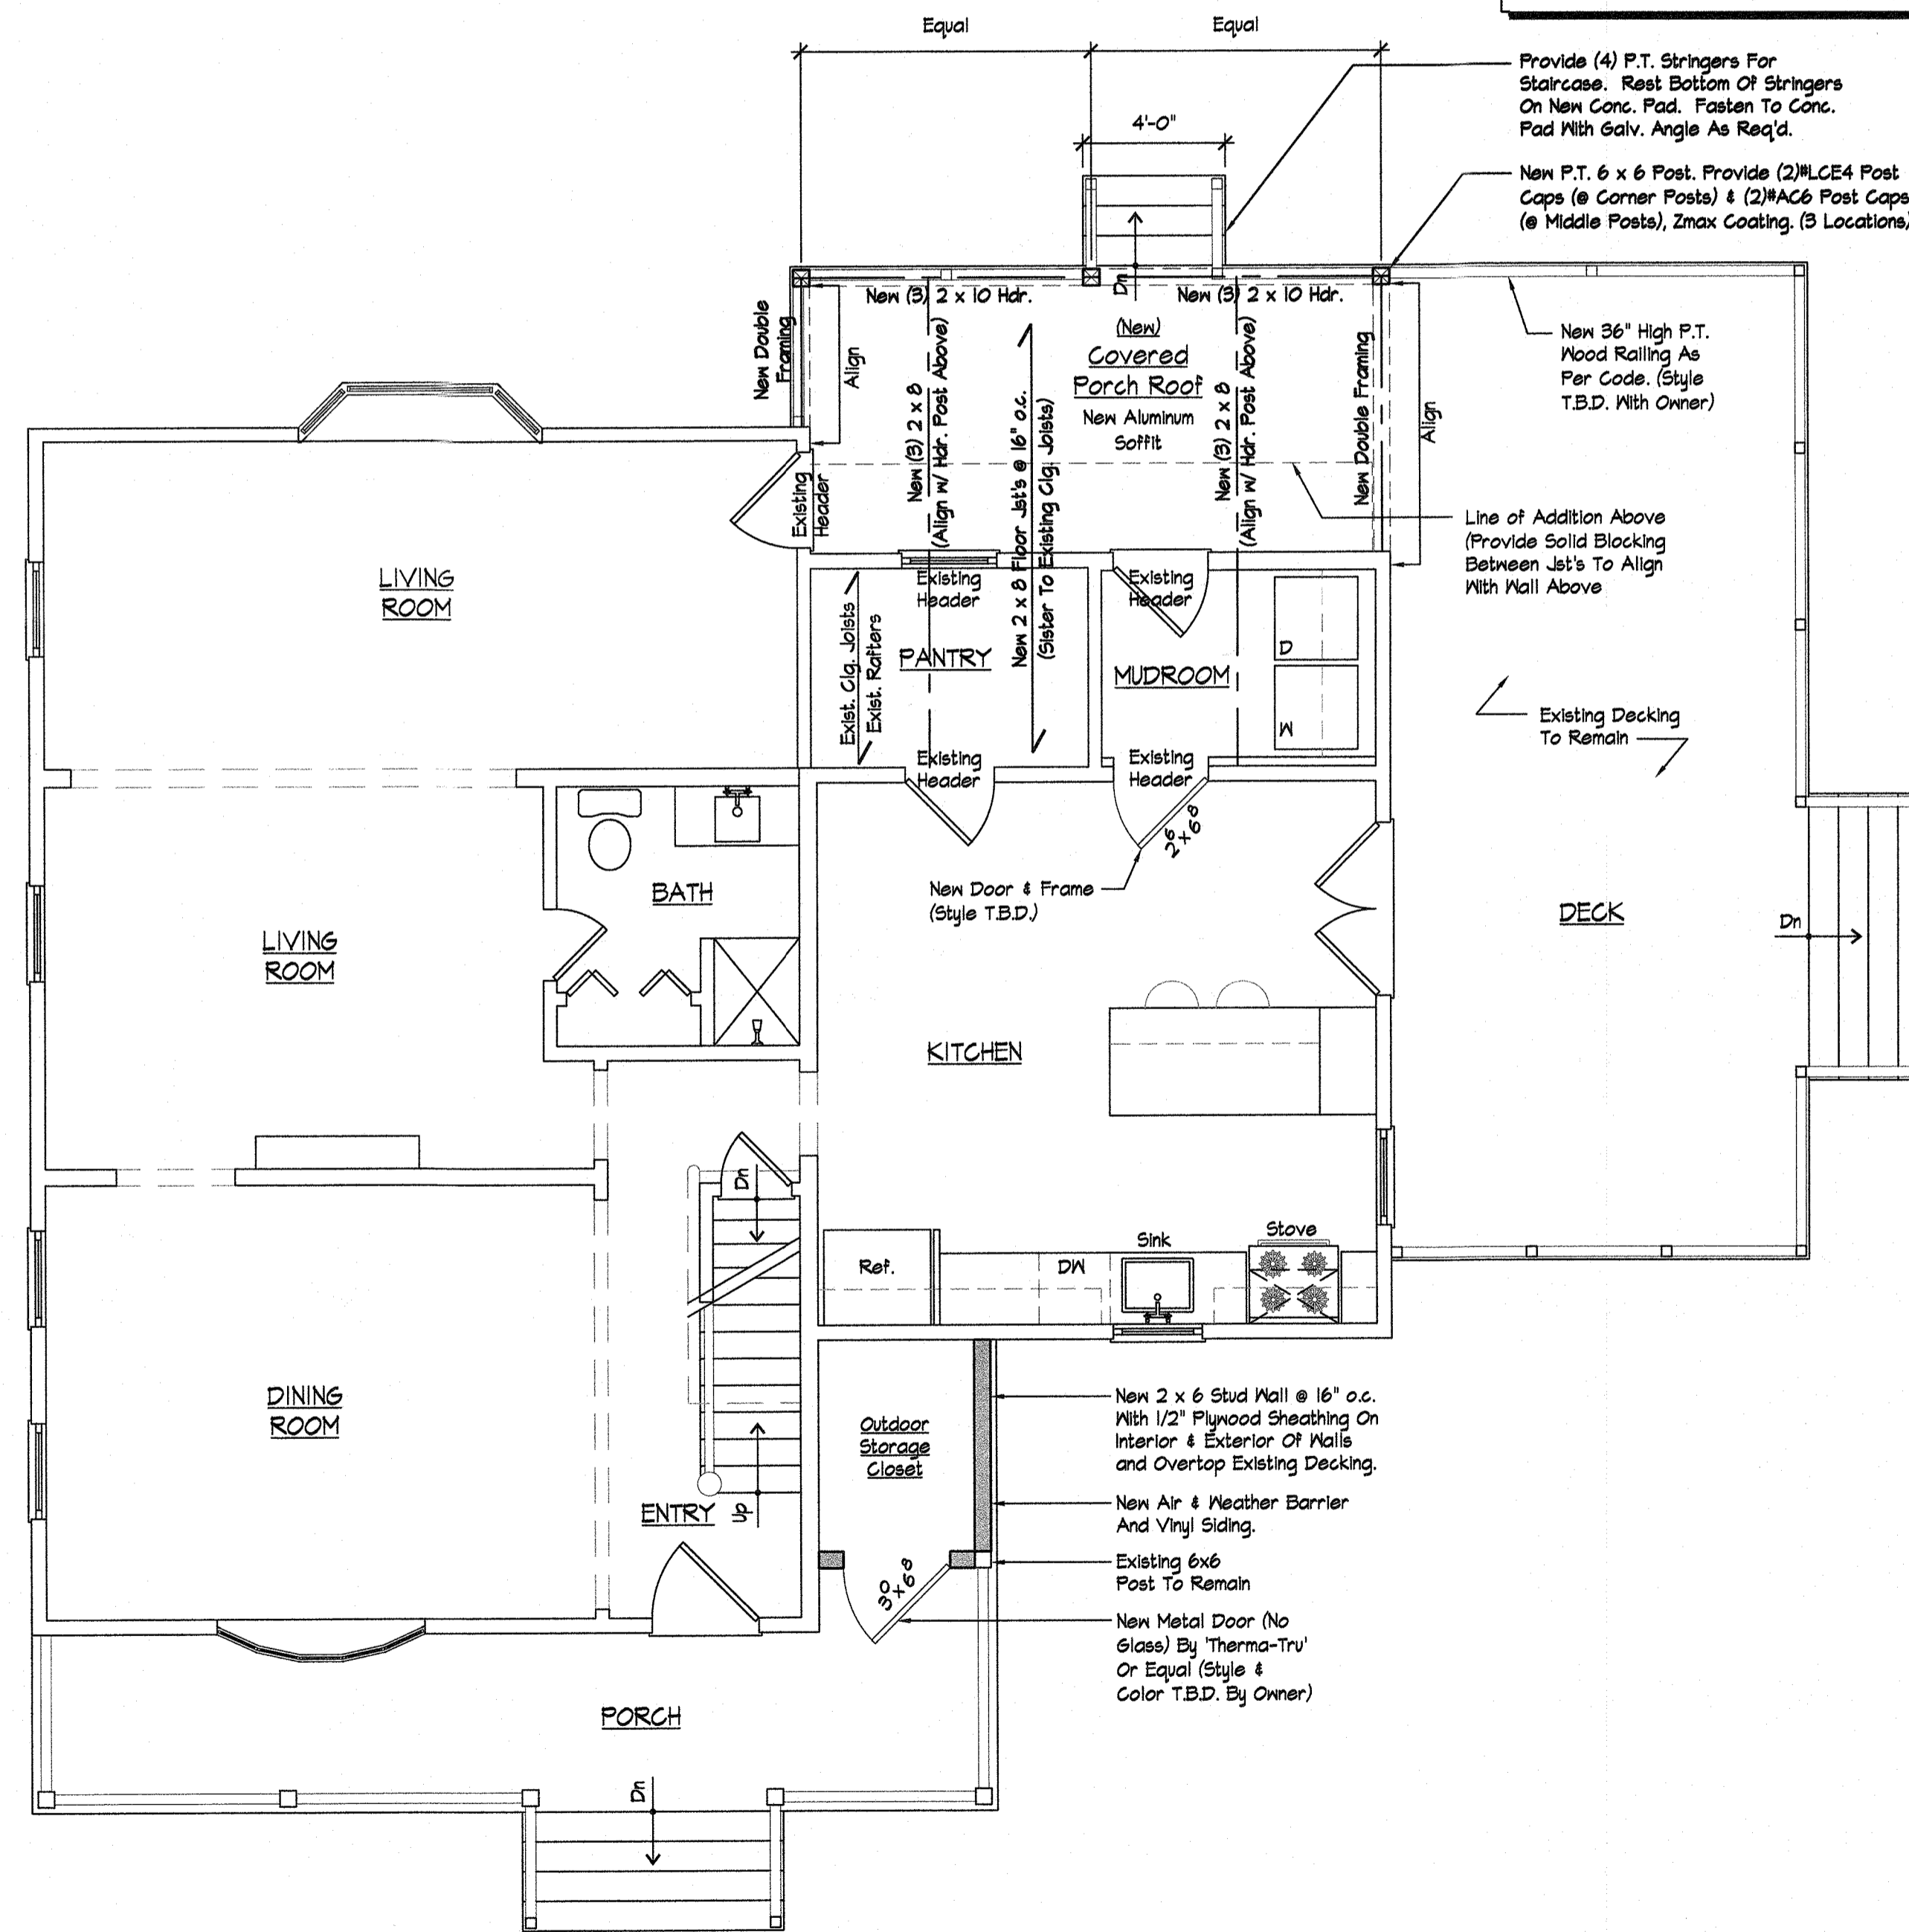 Equal
Equal
4'-0"
Provide (4) P.T. Stringers For
Staircase. Rest Bottom Of Stringers
On New Conc. Pad. Fasten To Conc.
Pad With Galv. Angle As Req'd.
New P.T. 6 x 6 Post. Provide (2)#LCE4 Post
Caps (@ Corner Posts) & (2)#AC6 Post Caps
(@ Middle Posts), Zmax Coating. (3 Locations)
Dn
New (3) 2 x 10 Hdr.
New (3) 2 x 10 Hdr.
New Double
Framing
Align
New (3) 2 x 8
(Align w/ Hdr. Post Above)
New 2 x 8 Floor Jst's @ 16" o.c.
(Sister To Existing Clg. Joists)
(New)
Covered
Porch Roof
New Aluminum
Soffit
New (3) 2 x 8
(Align w/ Hdr. Post Above)
New Double Framing
Align
New 36" High P.T.
Wood Railing As
Per Code. (Style
T.B.D. With Owner)
Line of Addition Above
(Provide Solid Blocking
Between Jst's To Align
With Wall Above
Existing
Header
LIVING
ROOM
Existing
Header
Existing
Header
Exist. Clg. Joists
Exist. Rafters
PANTRY
MUDROOM
D
W
Existing Decking
To Remain
Existing
Header
Existing
Header
2⁶ x 6⁸
New Door & Frame
(Style T.B.D.)
BATH
DECK
Dn
LIVING
ROOM
KITCHEN
Dn
Sink
Stove
Ref.
DW
DINING
ROOM
Outdoor
Storage
Closet
New 2 x 6 Stud Wall @ 16" o.c.
With 1/2" Plywood Sheathing On
Interior & Exterior Of Walls
and Overtop Existing Decking.
New Air & Weather Barrier
And Vinyl Siding.
ENTRY
Up
Existing 6x6
Post To Remain
3⁰ x 6⁸
New Metal Door (No
Glass) By 'Therma-Tru'
Or Equal (Style &
Color T.B.D. By Owner)
PORCH
Dn